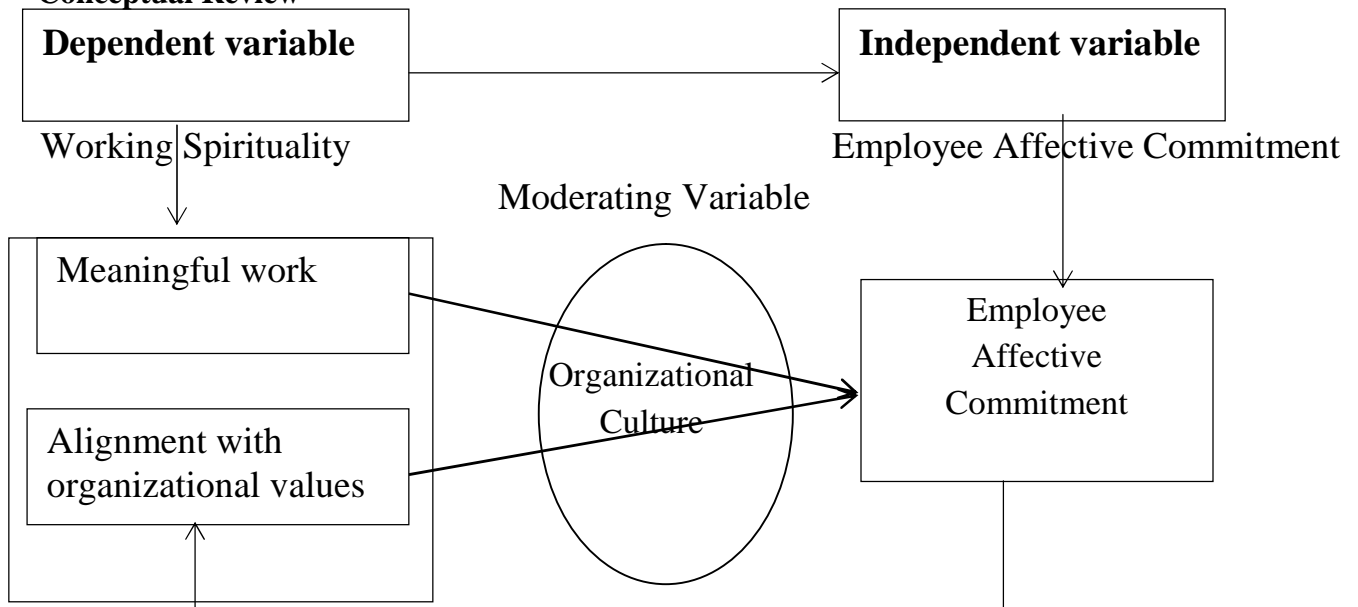 Conceptual Review
Dependent variable
Independent variable
Working Spirituality
Employee Affective Commitment
Moderating Variable
Meaningful work
Employee
Affective
Commitment
Organizational
Culture
Alignment with
organizational values